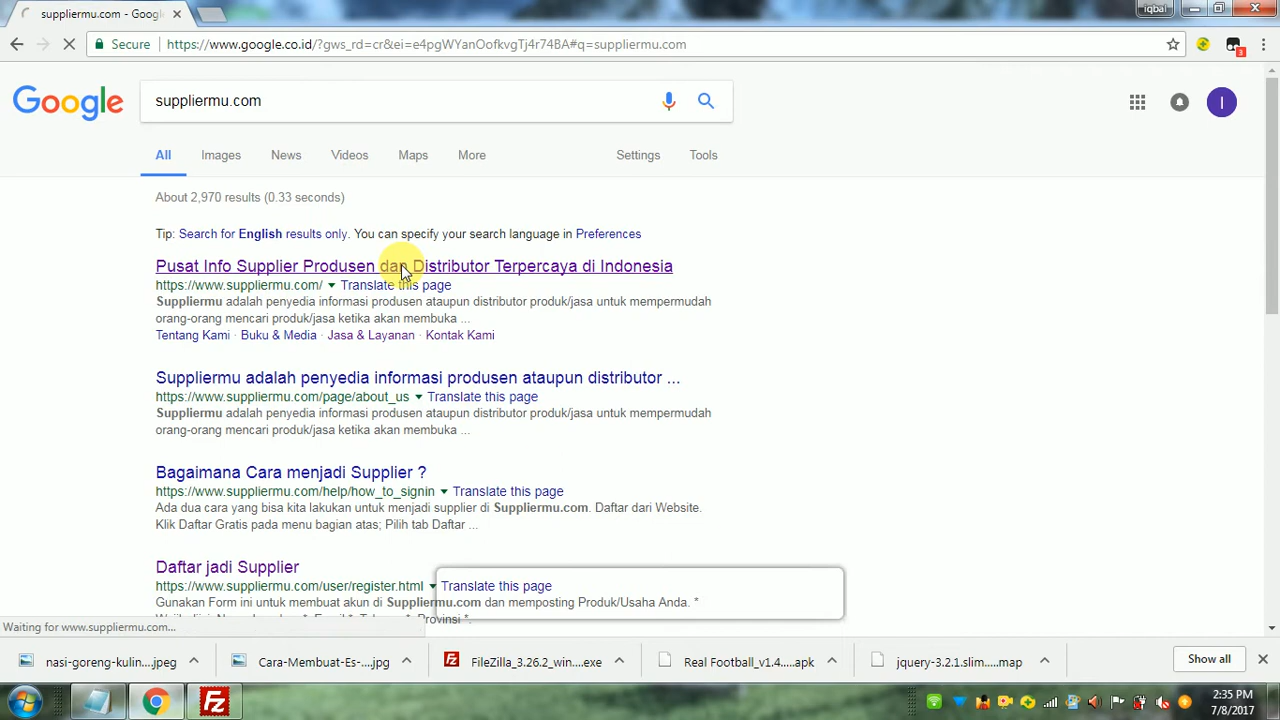 suppliermu.com - Goog
iqbal
Secure
https://www.google.co.id/?gws_rd=cr&ei=e4pgWYanOofkvgTj4r74BA#q=suppliermu.com
3
Google
suppliermu.com
I
All
Images
News
Videos
Maps
More
Settings
Tools
About 2,970 results (0.33 seconds)
Tip: Search for English results only. You can specify your search language in Preferences
Pusat Info Supplier Produsen dan Distributor Terpercaya di Indonesia
https://www.suppliermu.com/ Translate this page
Suppliermu adalah penyedia informasi produsen ataupun distributor produk/jasa untuk mempermudah
orang-orang mencari produk/jasa ketika akan membuka ...
Tentang Kami · Buku & Media · Jasa & Layanan · Kontak Kami
Suppliermu adalah penyedia informasi produsen ataupun distributor ...
https://www.suppliermu.com/page/about_us Translate this page
Suppliermu adalah penyedia informasi produsen ataupun distributor produk/jasa untuk mempermudah
orang-orang mencari produk/jasa ketika akan membuka ...
Bagaimana Cara menjadi Supplier ?
https://www.suppliermu.com/help/how_to_signin Translate this page
Ada dua cara yang bisa kita lakukan untuk menjadi supplier di Suppliermu.com. Daftar dari Website.
Klik Daftar Gratis pada menu bagian atas; Pilih tab Daftar ...
Daftar jadi Supplier
https://www.suppliermu.com/user/register.html Translate this page
Gunakan Form ini untuk membuat akun di Suppliermu.com dan memposting Produk/Usaha Anda. *
Provinsi *.
Waiting for www.suppliermu.com...
nasi-goreng-kulin....jpeg
Cara-Membuat-Es-....jpg
FileZilla_3.26.2_win....exe
Real Football_v1.4....apk
jquery-3.2.1.slim.....map
Show all
2:35 PM
7/8/2017